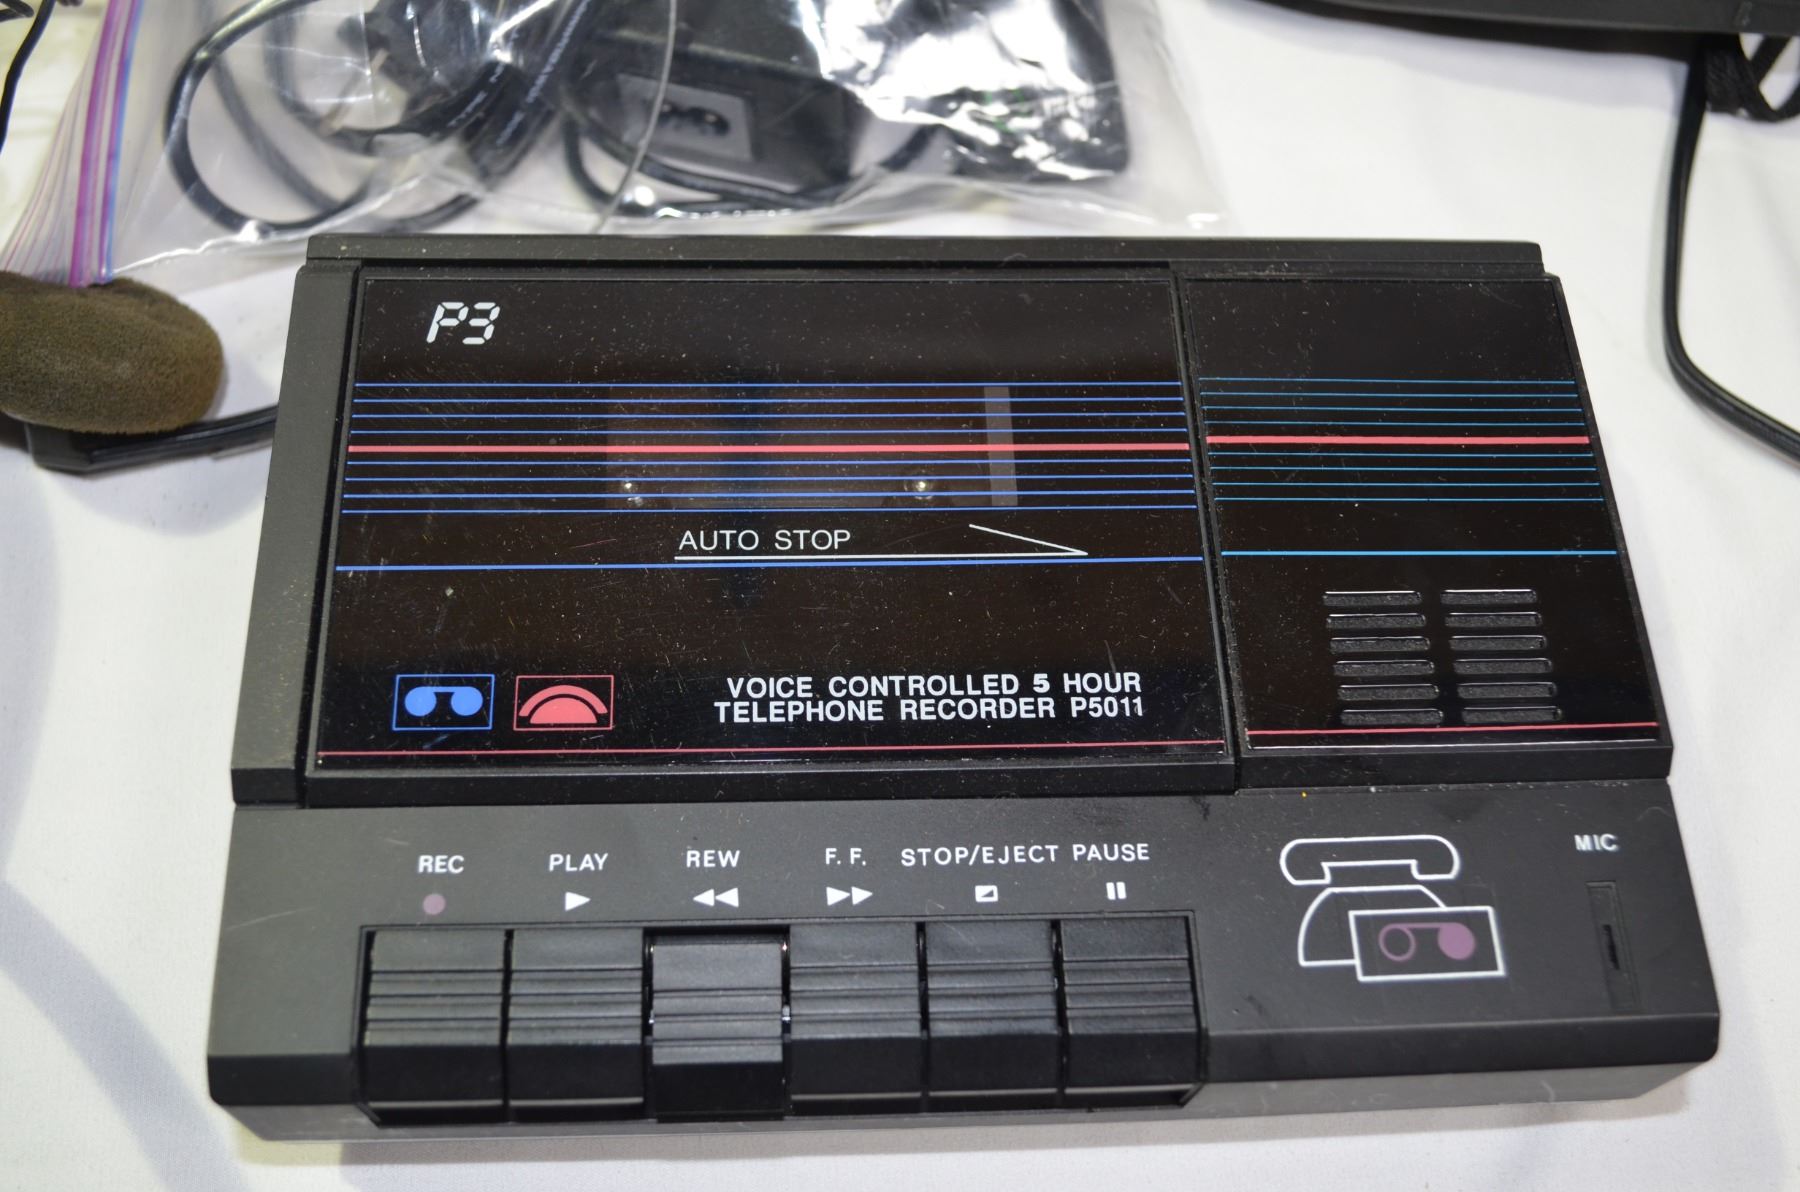 P3
AUTO STOP
VOICE CONTROLLED 5 HOUR
TELEPHONE RECORDER P5011
REC PLAY REW F.F. STOP/EJECT PAUSE
MIC